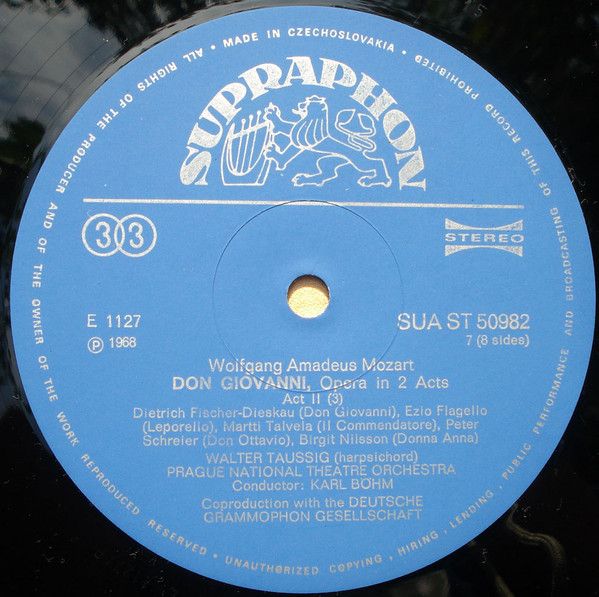 ALL RIGHTS OF THE PRODUCER AND OF THE OWNER OF THE WORK REPRODUCED RESERVED • UNAUTHORIZED COPYING, HIRING, LENDING, PUBLIC PERFORMANCE AND BROADCASTING OF THIS RECORD PROHIBITED • MADE IN CZECHOSLOVAKIA •
SUPRAPHON
33
STEREO
E 1127
SUA ST 50982
Ⓟ 1968
7 (8 sides)
Wolfgang Amadeus Mozart
DON GIOVANNI, Opera in 2 Acts
Act II (3)
Dietrich Fischer-Dieskau (Don Giovanni), Ezio Flagello
(Leporello), Martti Talvela (Il Commendatore), Peter
Schreier (Don Ottavio), Birgit Nilsson (Donna Anna)
WALTER TAUSSIG (harpsichord)
PRAGUE NATIONAL THEATRE ORCHESTRA
Conductor: KARL BÖHM
Coproduction with the DEUTSCHE
GRAMMOPHON GESELLSCHAFT